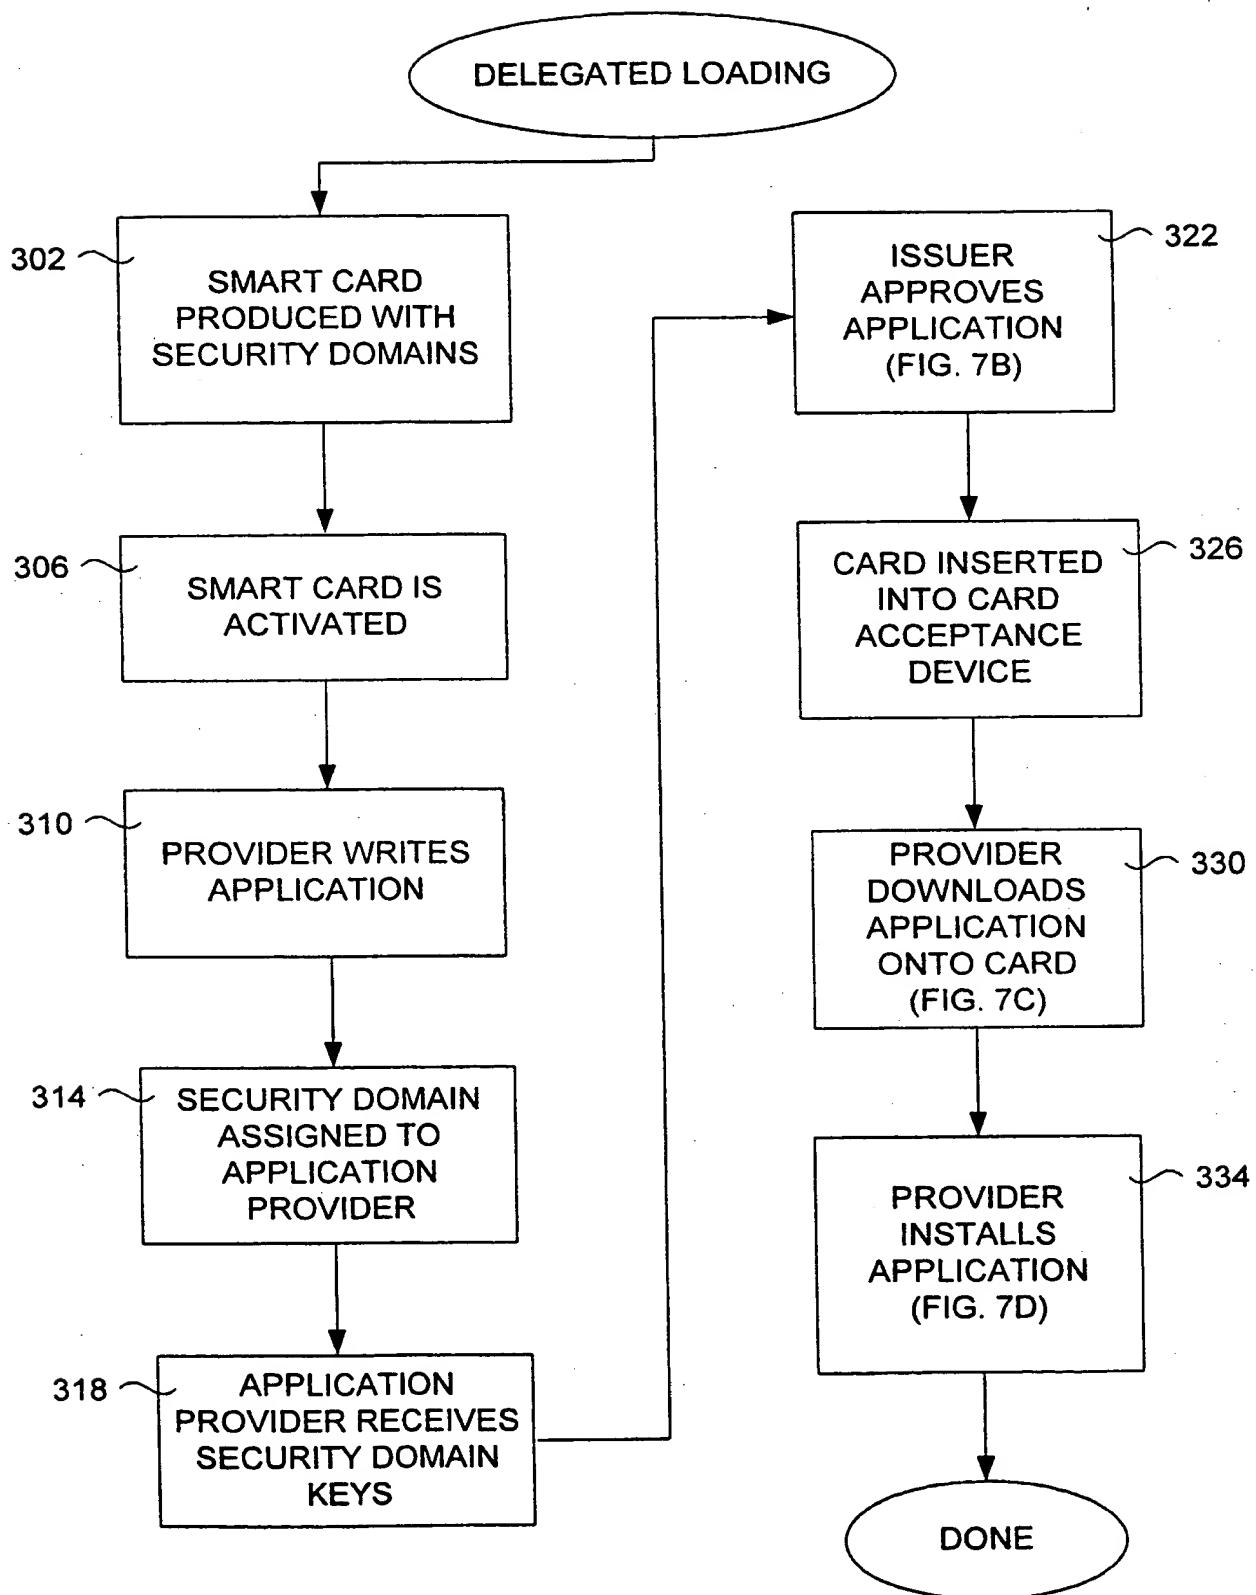 DELEGATED LOADING
302
SMART CARD
PRODUCED WITH
SECURITY DOMAINS
306
SMART CARD IS
ACTIVATED
310
PROVIDER WRITES
APPLICATION
314
SECURITY DOMAIN
ASSIGNED TO
APPLICATION
PROVIDER
318
APPLICATION
PROVIDER RECEIVES
SECURITY DOMAIN
KEYS
322
ISSUER
APPROVES
APPLICATION
(FIG. 7B)
326
CARD INSERTED
INTO CARD
ACCEPTANCE
DEVICE
330
PROVIDER
DOWNLOADS
APPLICATION
ONTO CARD
(FIG. 7C)
334
PROVIDER
INSTALLS
APPLICATION
(FIG. 7D)
DONE